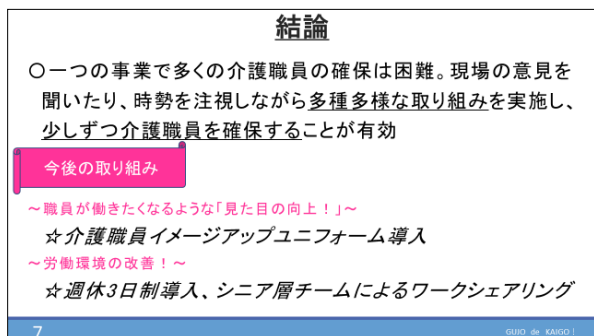 結論
○一つの事業で多くの介護職員の確保は困難。現場の意見を
聞いたり、時勢を注視しながら多種多様な取り組みを実施し、
少しずつ介護職員を確保することが有効
今後の取り組み
～職員が働きたくなるような「見た目の向上！」～
☆介護職員イメージアップユニフォーム導入
～労働環境の改善！～
☆週休3日制導入、シニア層チームによるワークシェアリング
7
GUJO de KAIGO |